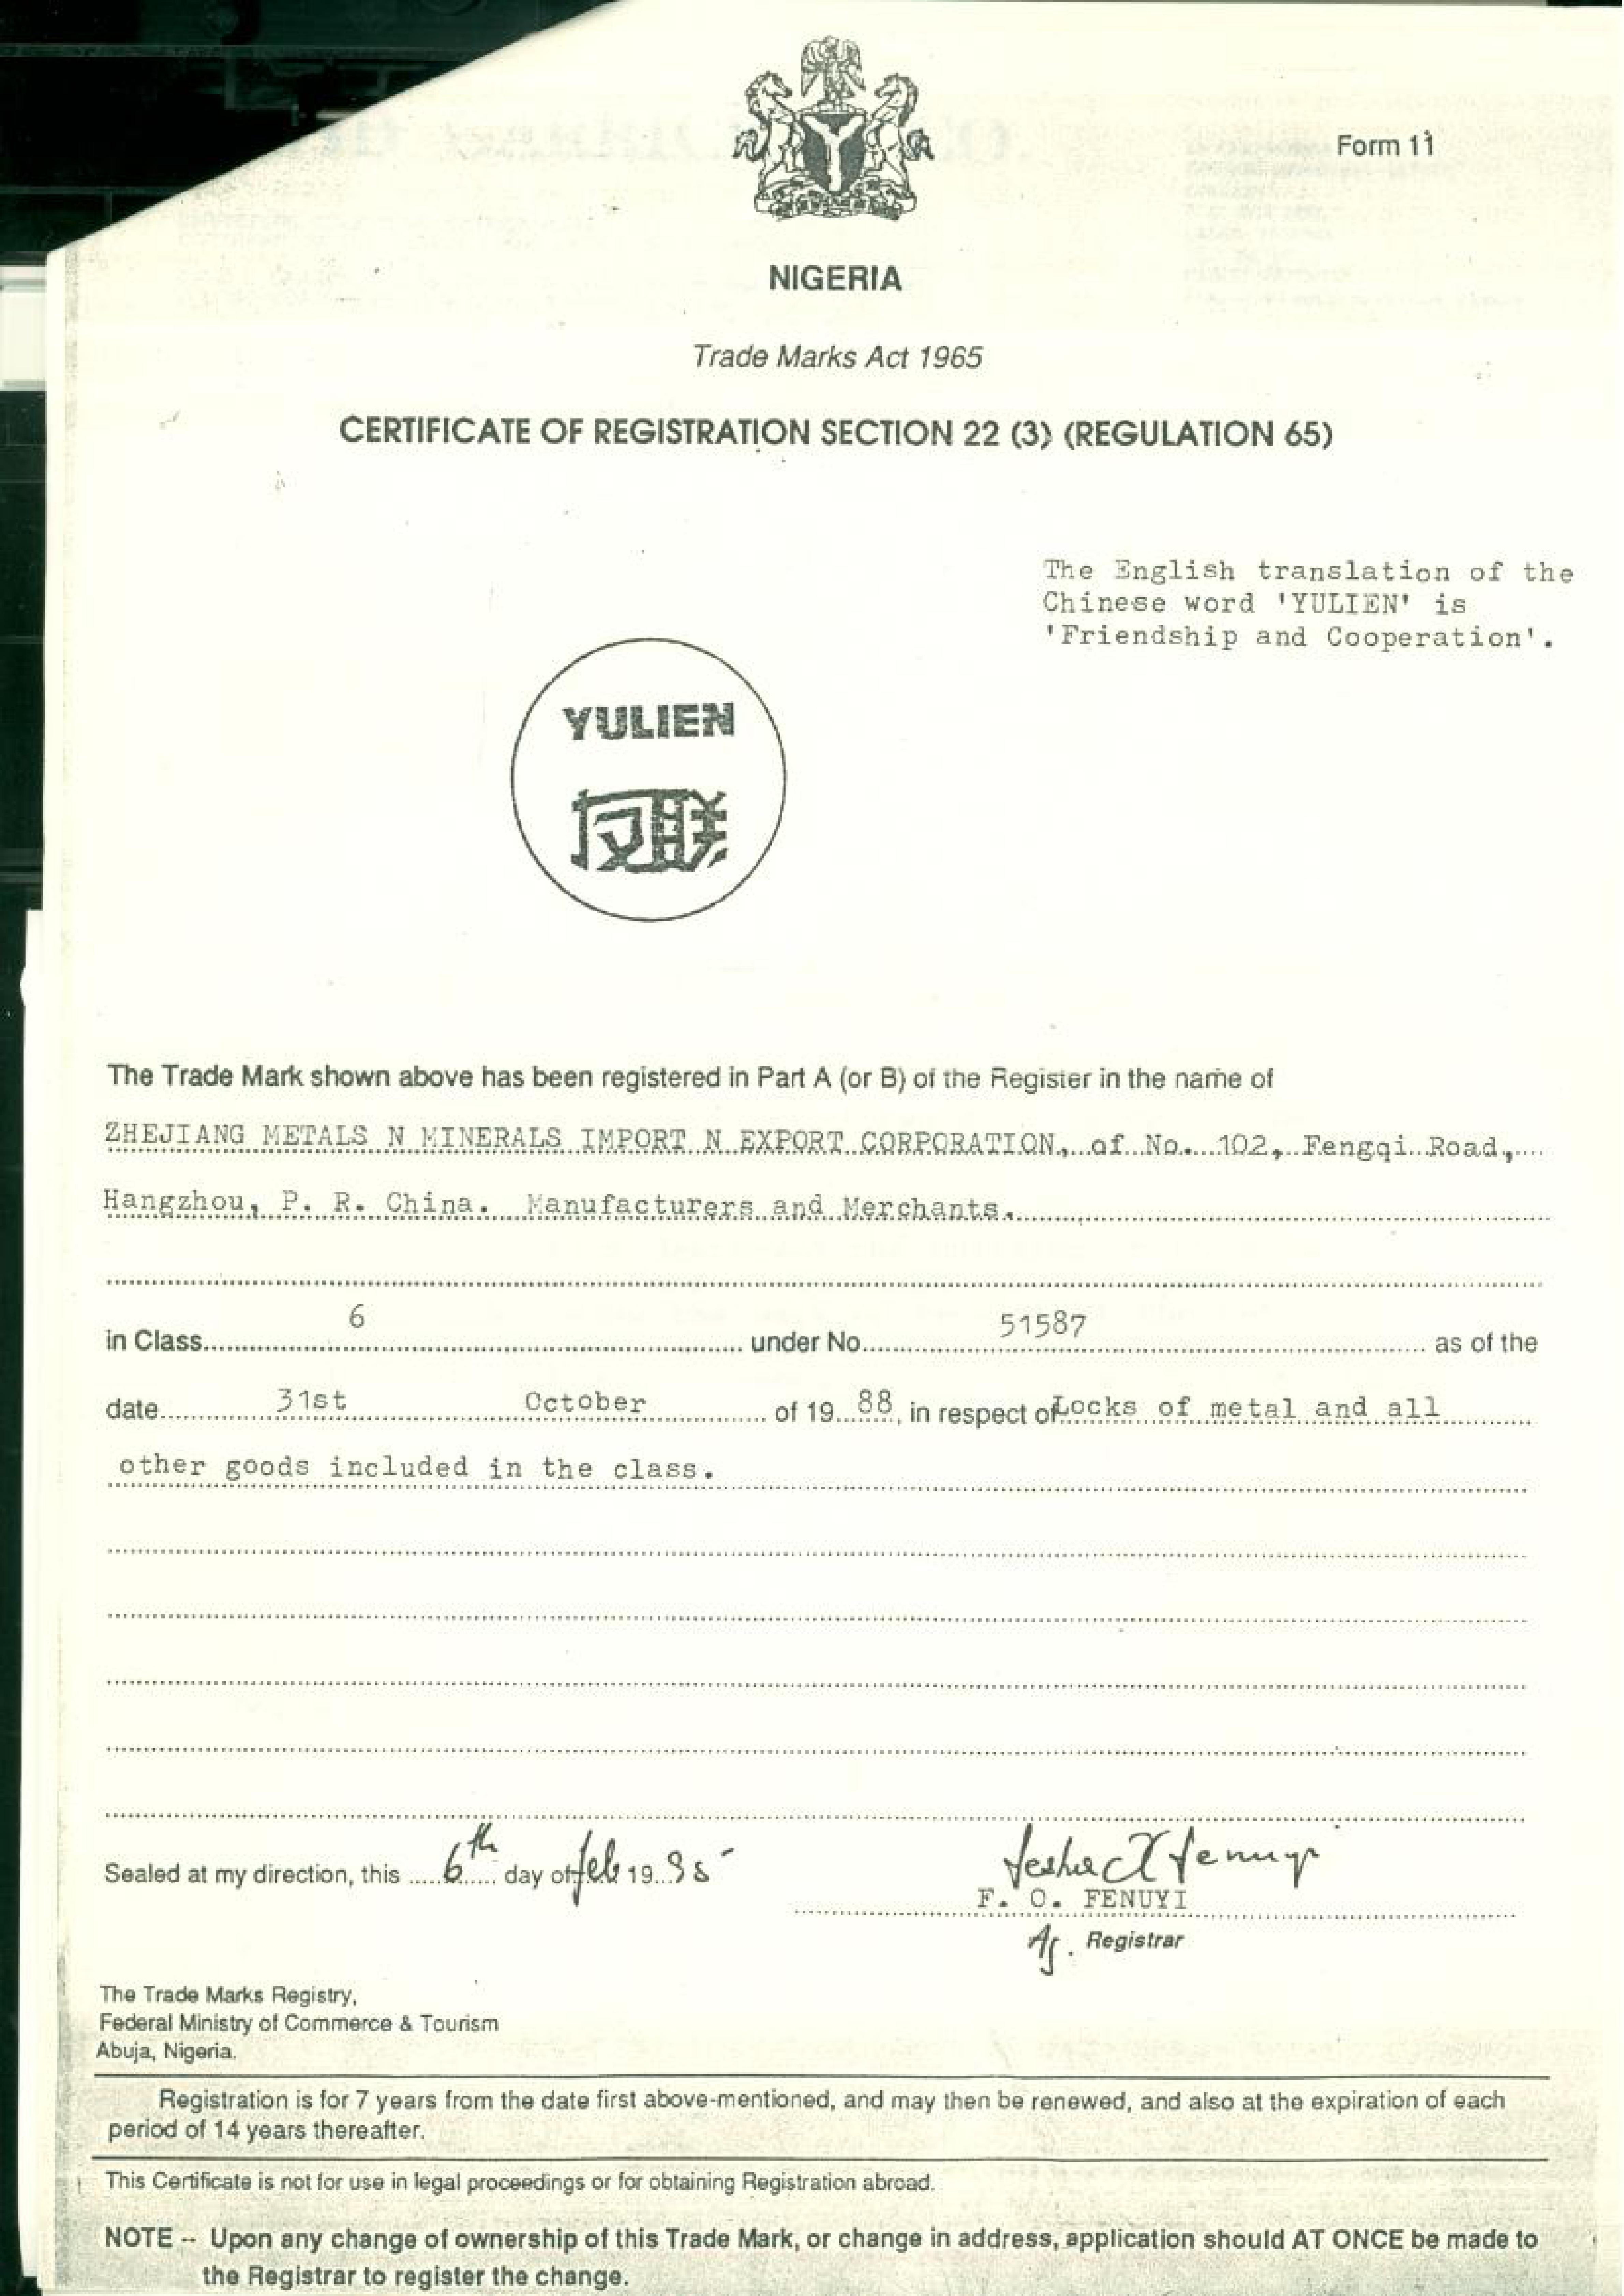 Form 11
NIGERIA
Trade Marks Act 1965
CERTIFICATE OF REGISTRATION SECTION 22 (3) (REGULATION 65)
The English translation of the
Chinese word 'YULIEN' is
'Friendship and Cooperation'.
YULIEN
友联
The Trade Mark shown above has been registered in Part A (or B) of the Register in the name of
ZHEJIANG METALS N MINERALS IMPORT N EXPORT CORPORATION, of No. 102, Fengqi Road,
Hangzhou, P. R. China. Manufacturers and Merchants.
in Class 6 under No 51587 as of the
date 31st October of 19 88, in respect of Locks of metal and all
other goods included in the class.
Sealed at my direction, this 6th day of feb 19 95
F. O. FENUYI
Ag. Registrar
The Trade Marks Registry,
Federal Ministry of Commerce & Tourism
Abuja, Nigeria.
Registration is for 7 years from the date first above-mentioned, and may then be renewed, and also at the expiration of each
period of 14 years thereafter.
This Certificate is not for use in legal proceedings or for obtaining Registration abroad.
NOTE -- Upon any change of ownership of this Trade Mark, or change in address, application should AT ONCE be made to
the Registrar to register the change.